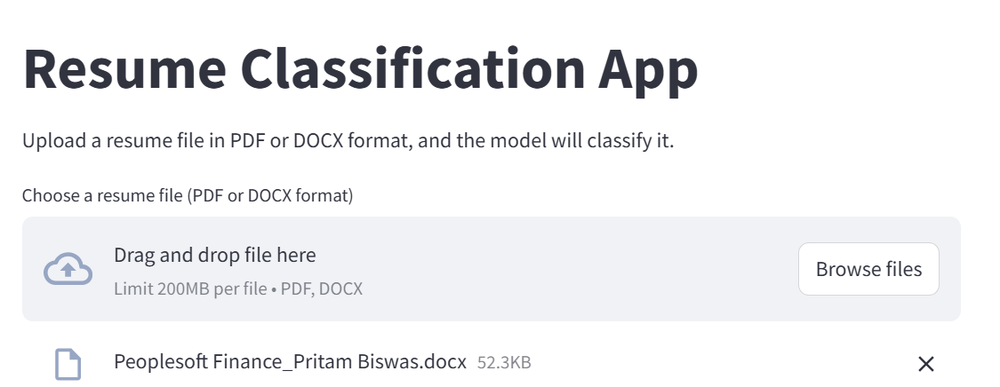 Resume Classification App
Upload a resume file in PDF or DOCX format, and the model will classify it.
Choose a resume file (PDF or DOCX format)
Drag and drop file here
Limit 200MB per file • PDF, DOCX
Browse files
Peoplesoft Finance_Pritam Biswas.docx 52.3KB